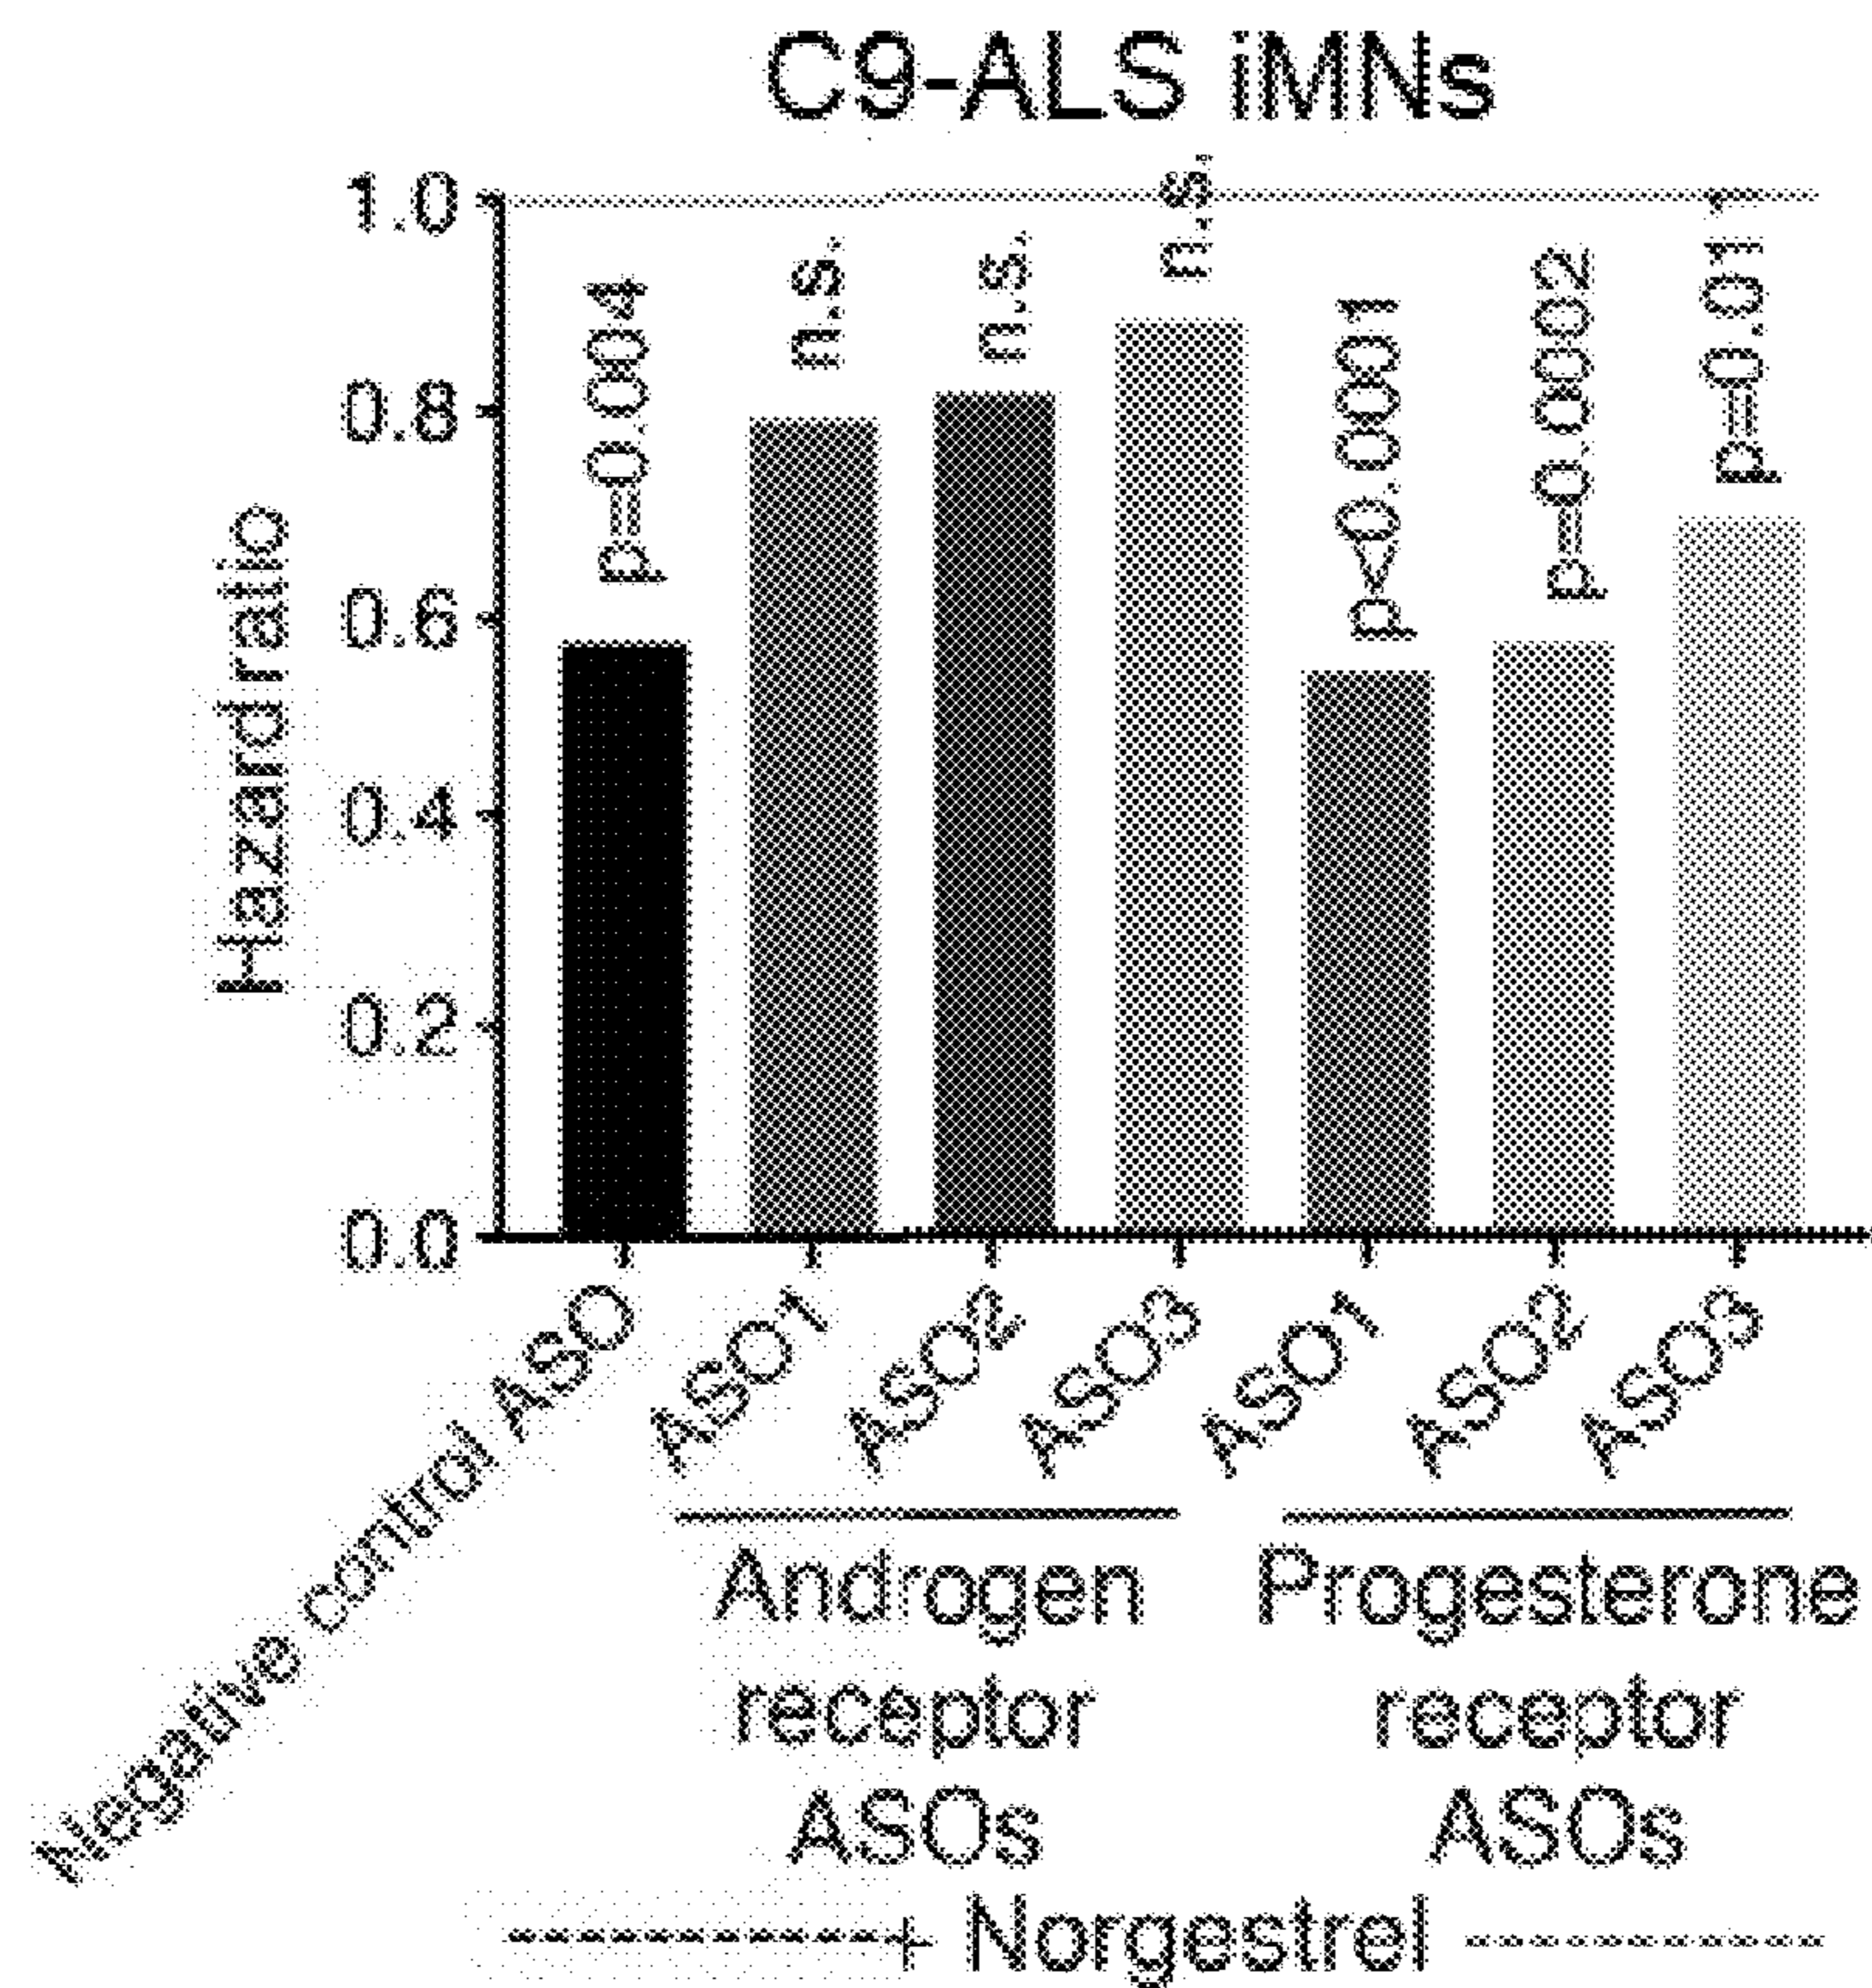 C9-ALS iMNs
Hazard ratio
1.0
0.8
0.6
0.4
0.2
0.0
p=0.004
n.s.
n.s.
n.s.
p<0.0001
p=0.0002
p=0.011
Negative control ASO
ASO1
ASO2
ASO3
ASO1
ASO2
ASO3
Androgen
receptor
ASOs
Progesterone
receptor
ASOs
+ Norgestrel